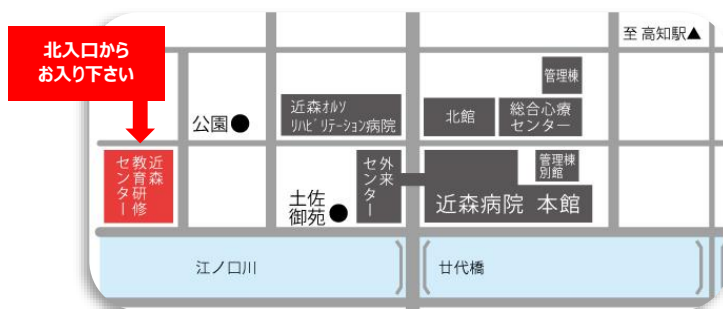 北入口から
お入り下さい
至 高知駅▲
管理棟
公園●
近森オルソ
リハビリテーション病院
北館
総合心療
センター
近森
教育研修
センター
外来
センター
管理棟
別館
土佐
御苑●
近森病院 本館
江ノ口川
廿代橋